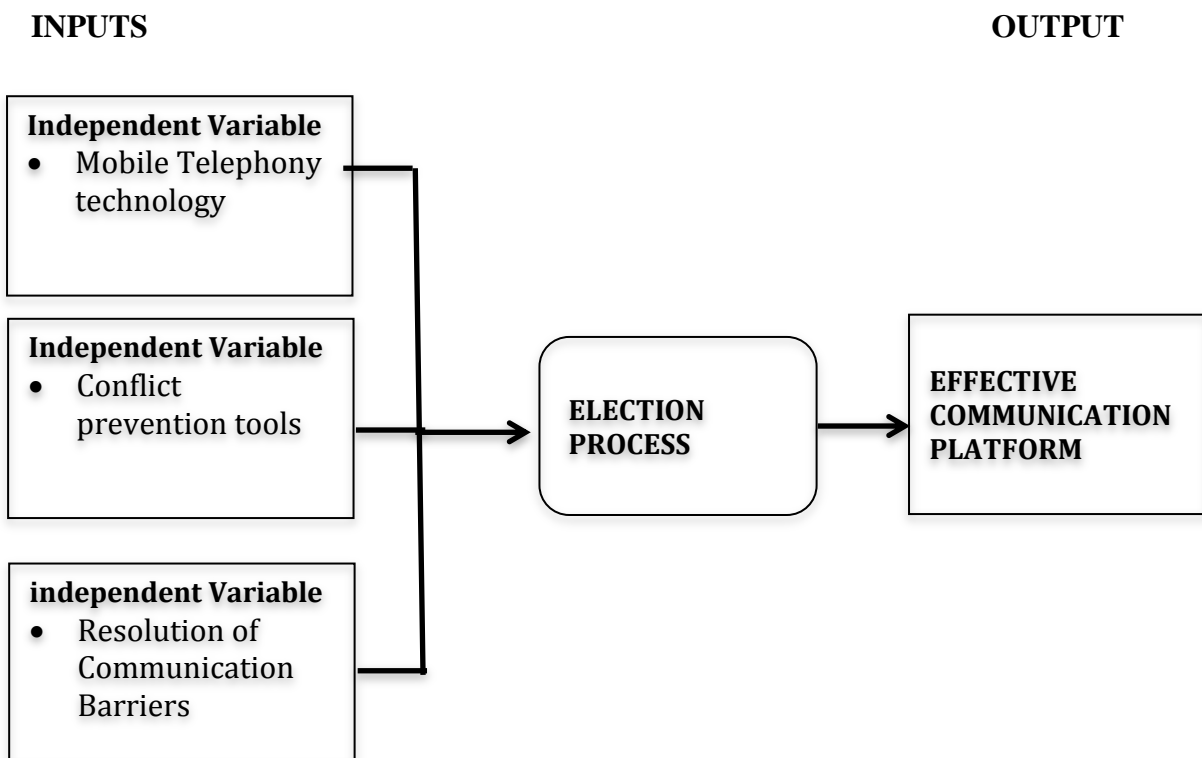 INPUTS
OUTPUT
Independent Variable
• Mobile Telephony
technology
Independent Variable
• Conflict
prevention tools
independent Variable
• Resolution of
Communication
Barriers
ELECTION
PROCESS
EFFECTIVE
COMMUNICATION
PLATFORM